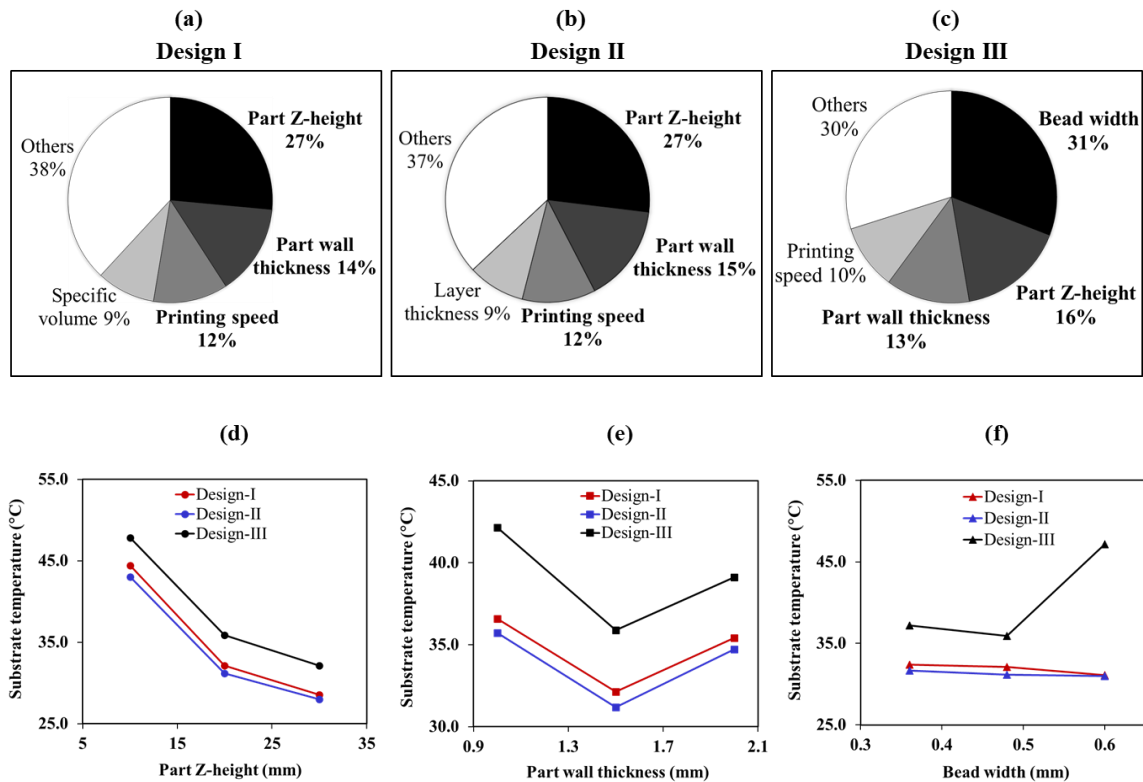 (a)
Design I
Others
38%
Part Z-height
27%
Part wall
thickness 14%
Specific
volume 9%
Printing speed
12%
(b)
Design II
Others
37%
Part Z-height
27%
Part wall
thickness 15%
Layer
thickness 9%
Printing speed
12%
(c)
Design III
Others
30%
Bead width
31%
Printing
speed 10%
Part Z-height
16%
Part wall thickness
13%
(d)
Substrate temperature (°C)
55.0
45.0
35.0
25.0
Design-I
Design-II
Design-III
5
15
25
35
Part Z-height (mm)
(e)
Substrate temperature (°C)
45.0
40.0
35.0
30.0
Design-I
Design-II
Design-III
0.9
1.3
1.7
2.1
Part wall thickness (mm)
(f)
Substrate temperature (°C)
55.0
45.0
35.0
25.0
Design-I
Design-II
Design-III
0.3
0.4
0.5
0.6
Bead width (mm)